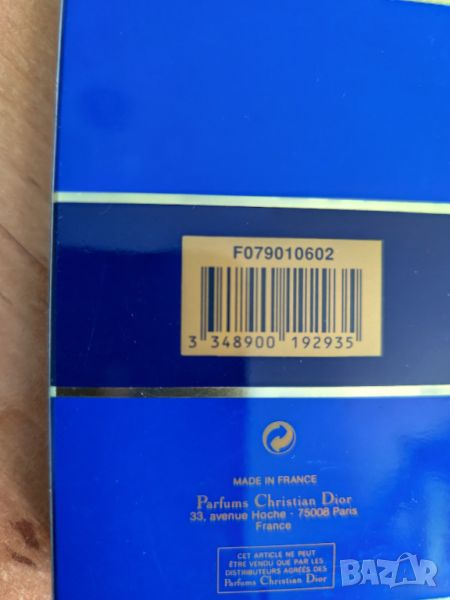 F079010602
3 348900 192935
MADE IN FRANCE
Parfums Christian Dior
33, avenue Hoche - 75008 Paris
France
CET ARTICLE NE PEUT
ÊTRE VENDU QUE PAR LES
DISTRIBUTEURS AGRÉÉS DES
Parfums Christian Dior
BAZAR